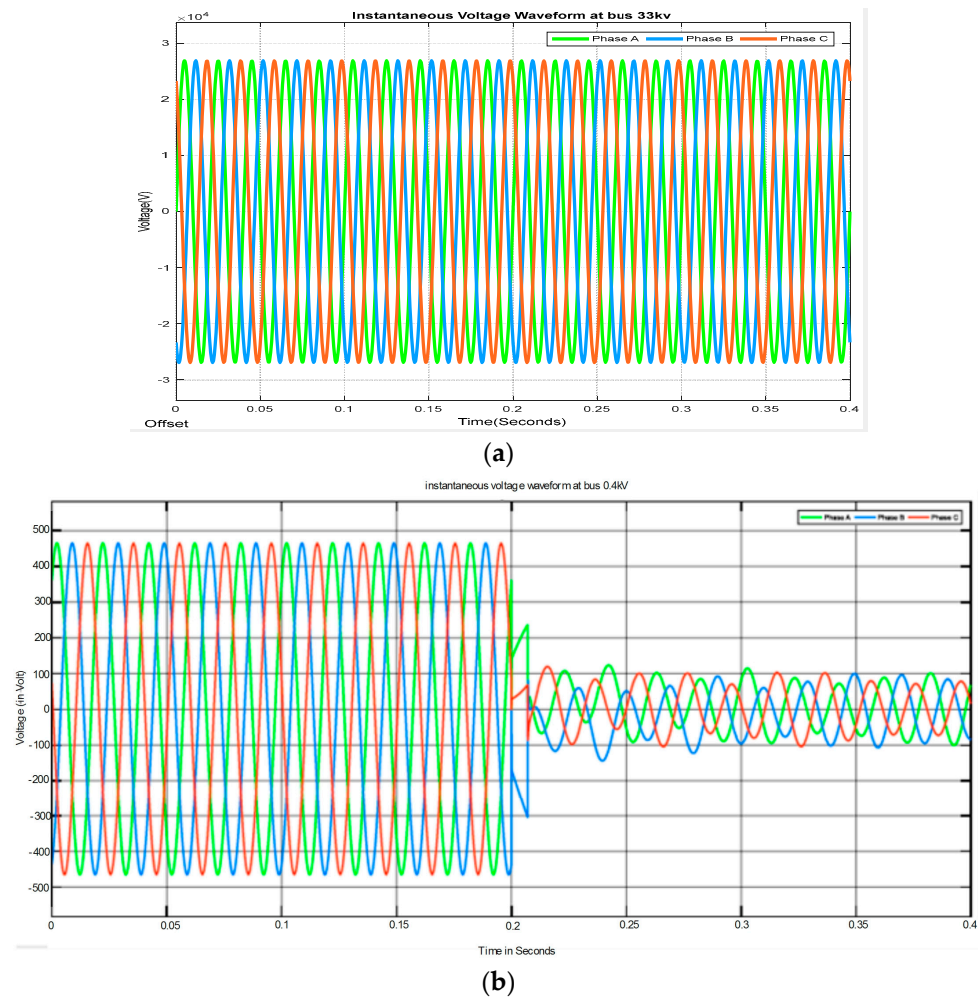 Instantaneous Voltage Waveform at bus 33kv
×10⁴
Phase A Phase B Phase C
3
2
1
0
-1
-2
-3
Voltage(V)
0 0.05 0.1 0.15 0.2 0.25 0.3 0.35 0.4
Offset
Time(Seconds)
(a)
instantaneous voltage waveform at bus 0.4kV
Phase A Phase B Phase C
500
400
300
200
100
0
-100
-200
-300
-400
-500
Voltage (in Volt)
0 0.05 0.1 0.15 0.2 0.25 0.3 0.35 0.4
Time in Seconds
(b)